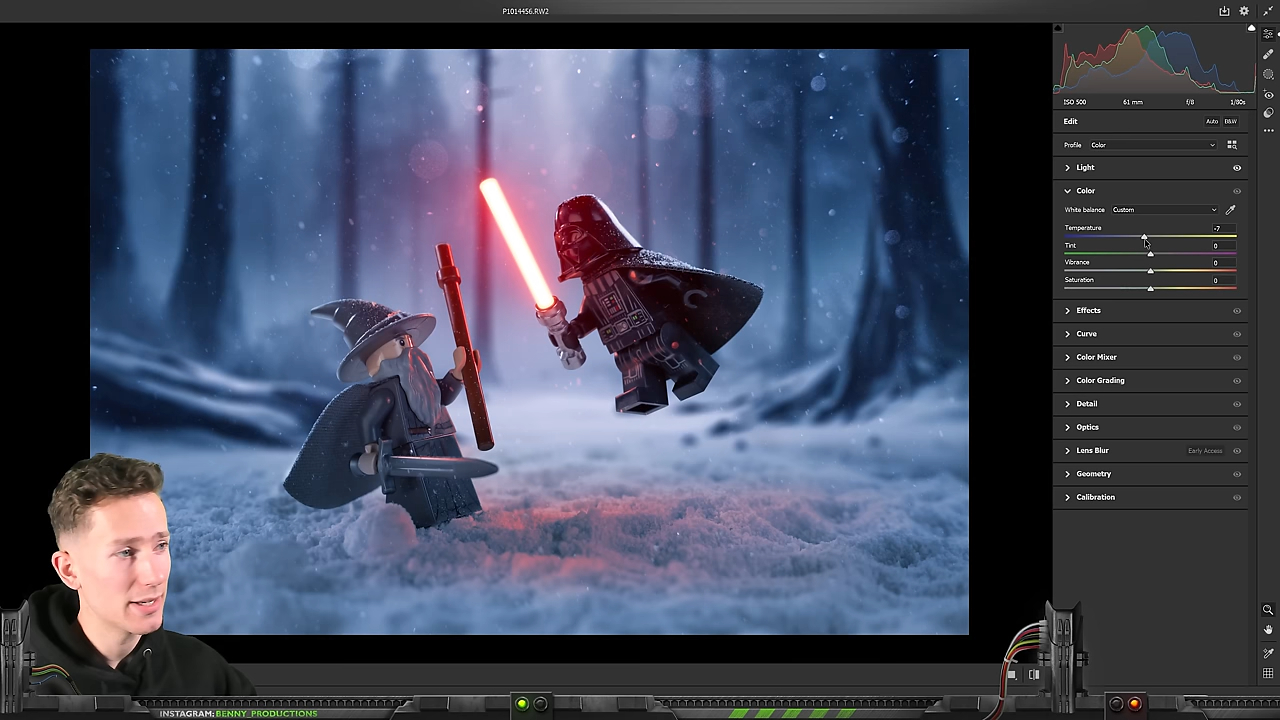 P1014456.RW2
ISO 500 61 mm f/8 1/80s
Edit Auto B&W
Profile Color
Light
Color
White balance Custom
Temperature -7
Tint 0
Vibrance 0
Saturation 0
Effects
Curve
Color Mixer
Color Grading
Detail
Optics
Lens Blur Early Access
Geometry
Calibration
INSTAGRAM: BENNY_PRODUCTIONS